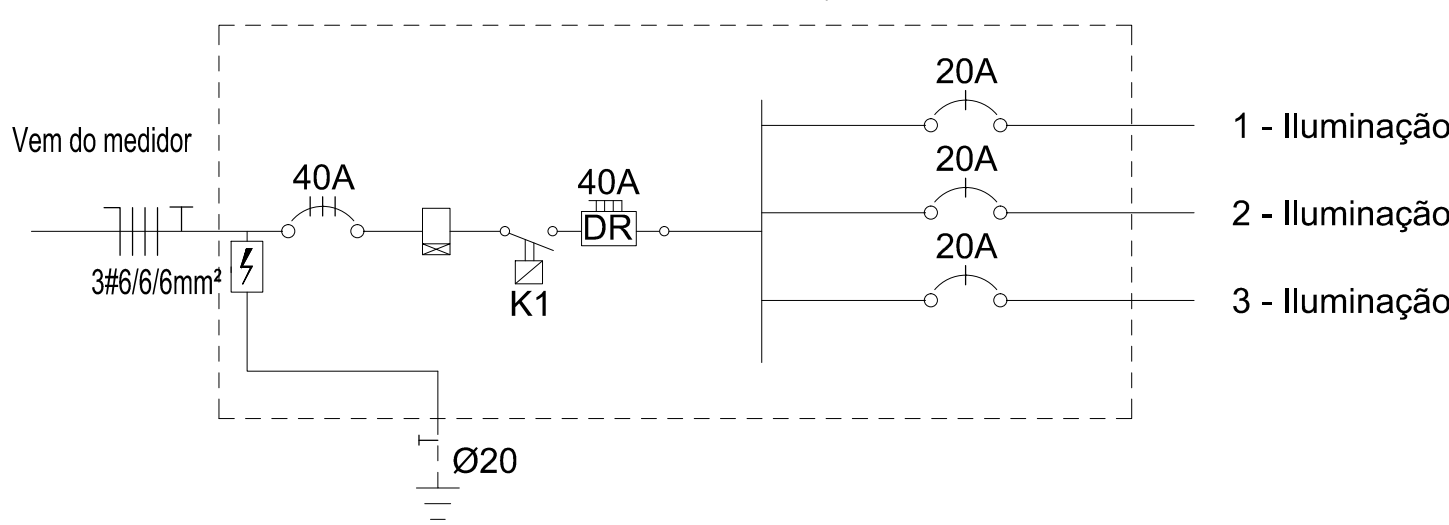 Vem do medidor
3#6/6/6mm²
40A
K1
40A
DR
20A
1 - Iluminação
20A
2 - Iluminação
20A
3 - Iluminação
Ø20